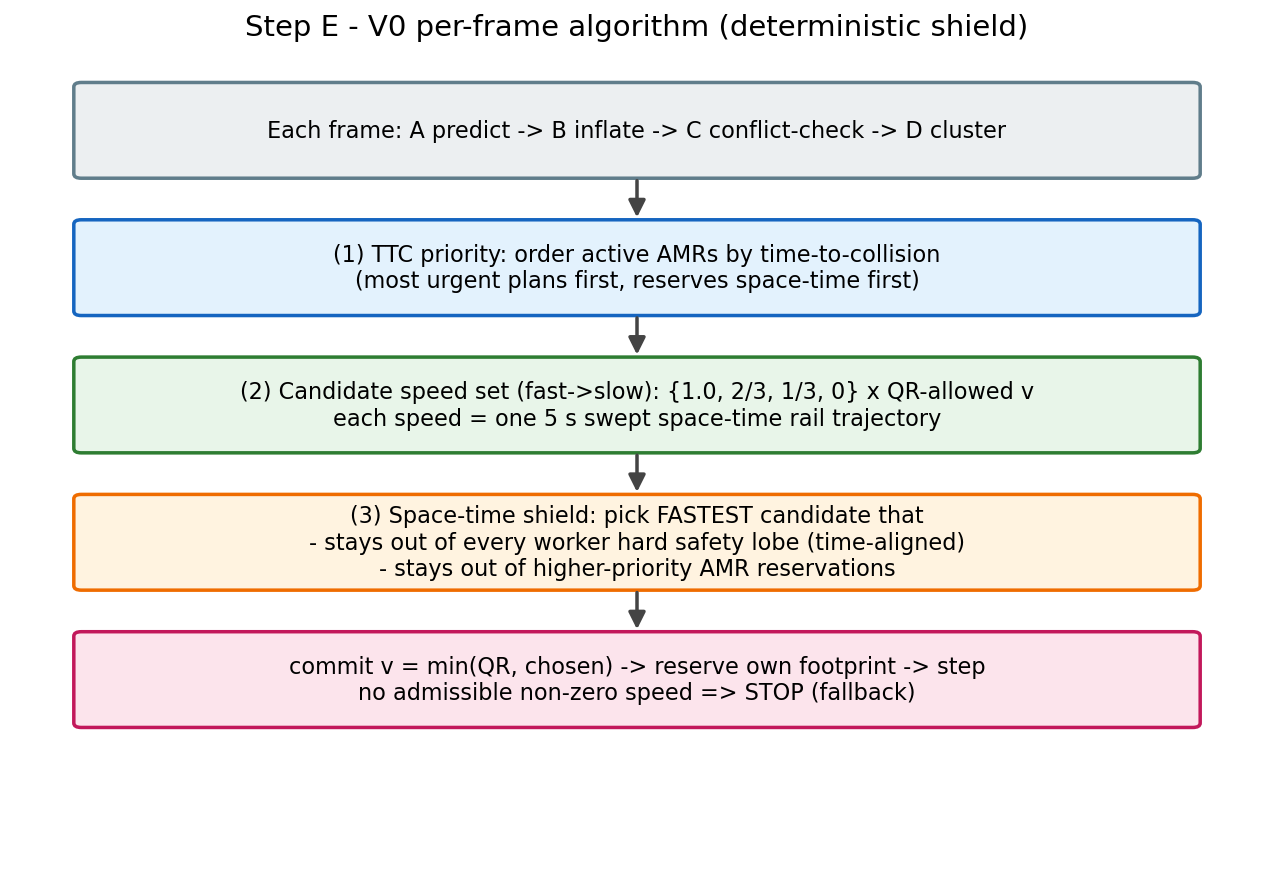 Step E - V0 per-frame algorithm (deterministic shield)
Each frame: A predict -> B inflate -> C conflict-check -> D cluster
(1) TTC priority: order active AMRs by time-to-collision
(most urgent plans first, reserves space-time first)
(2) Candidate speed set (fast->slow): {1.0, 2/3, 1/3, 0} x QR-allowed v
each speed = one 5 s swept space-time rail trajectory
(3) Space-time shield: pick FASTEST candidate that
- stays out of every worker hard safety lobe (time-aligned)
- stays out of higher-priority AMR reservations
commit v = min(QR, chosen) -> reserve own footprint -> step
no admissible non-zero speed => STOP (fallback)